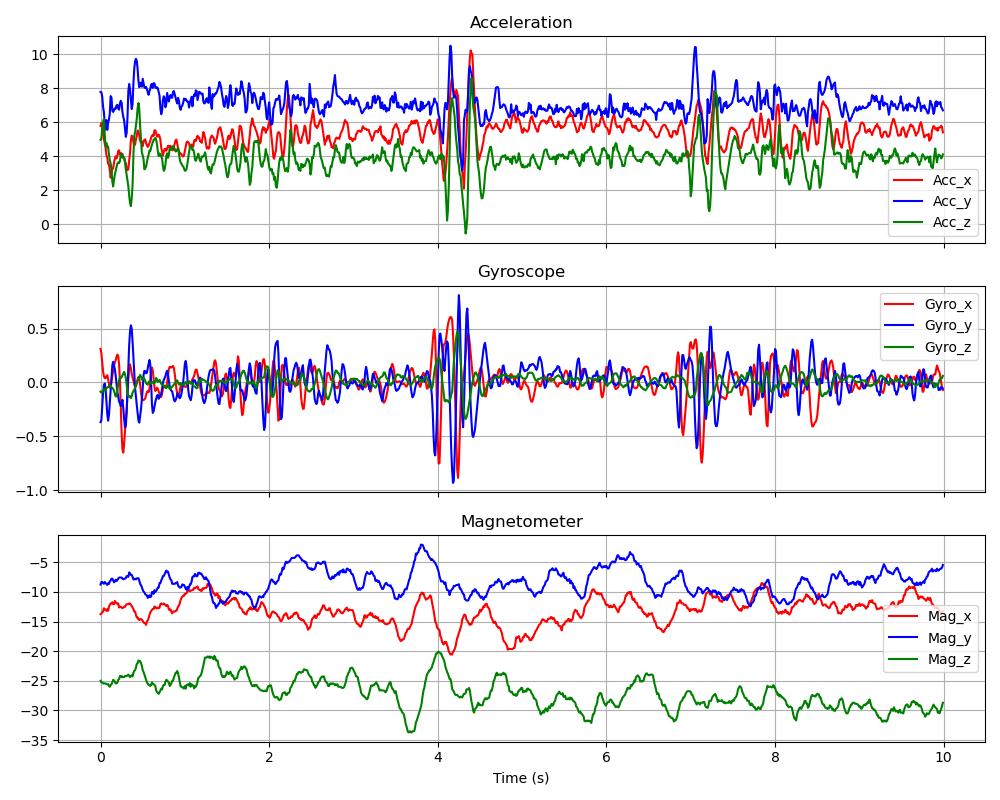 Acceleration
10
8
6
4
2
0
Acc_x
Acc_y
Acc_z
Gyroscope
0.5
0.0
−0.5
−1.0
Gyro_x
Gyro_y
Gyro_z
Magnetometer
−5
−10
−15
−20
−25
−30
−35
Mag_x
Mag_y
Mag_z
0 2 4 6 8 10
Time (s)